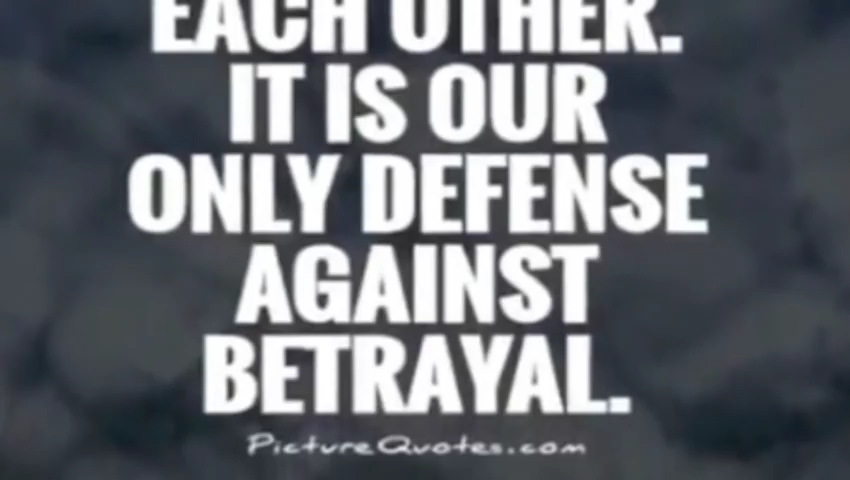 EACH OTHER.
IT IS OUR
ONLY DEFENSE
AGAINST
BETRAYAL.
PictureQuotes.com